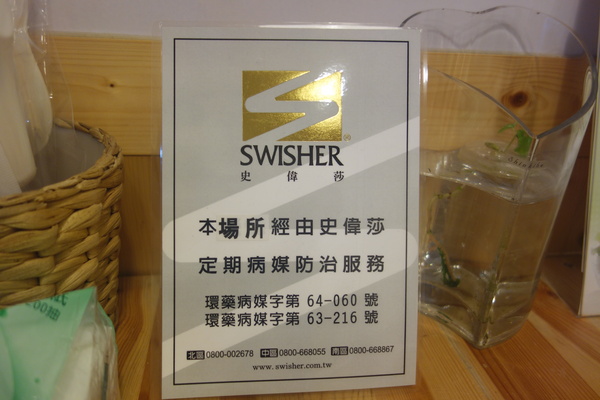 SWISHER
史偉莎
本場所經由史偉莎
定期病媒防治服務
環藥病媒字第 64-060 號
環藥病媒字第 63-216 號
北區 0800-002678 中區 0800-668055 南區 0800-668867
www.swisher.com.tw